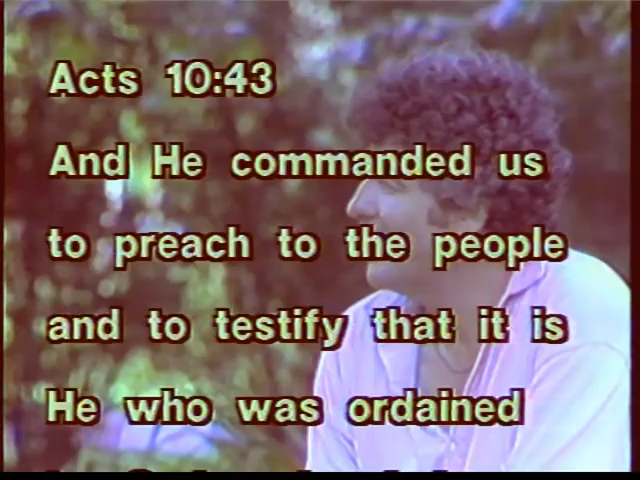 Acts 10:43
And He commanded us
to preach to the people
and to testify that it is
He who was ordained